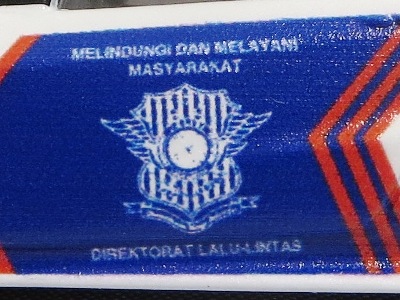 MELINDUNGI DAN MELAYANI
MASYARAKAT
DIREKTORAT LALU-LINTAS